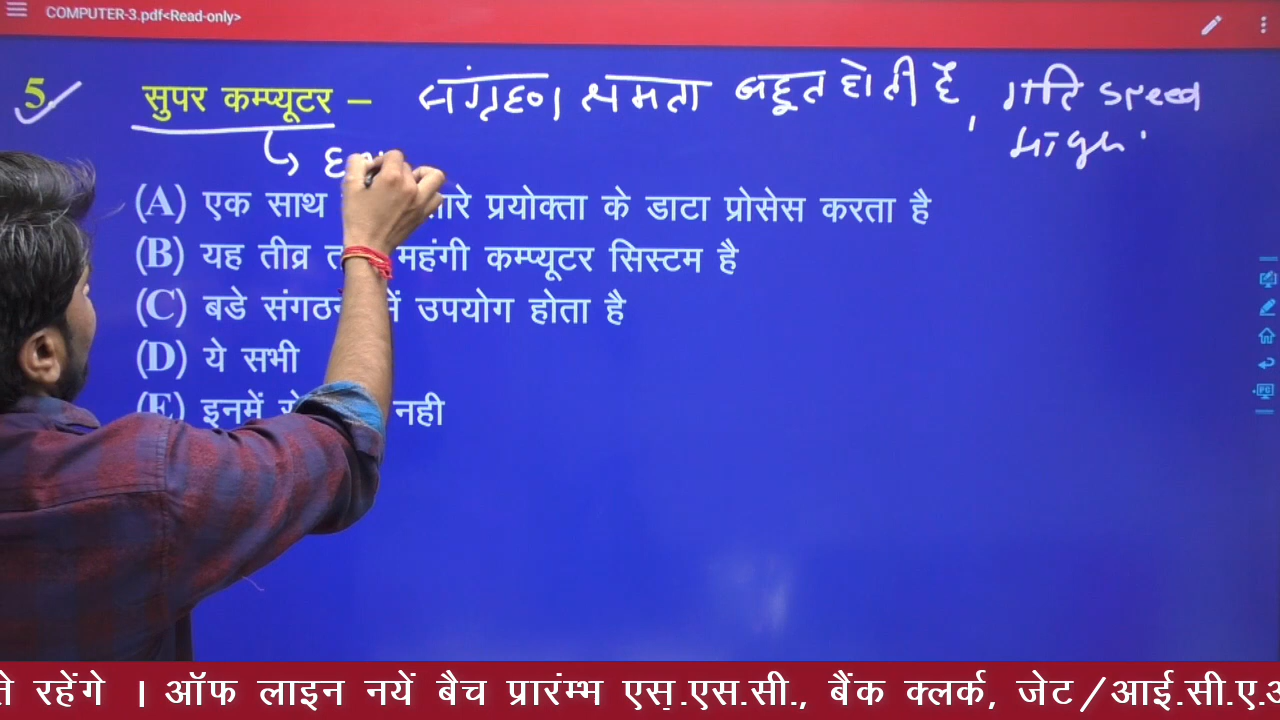 COMPUTER-3.pdf<Read-only>
5 सुपर कम्प्यूटर – संग्रहण क्षमता बहुत होती है, गति speed
high
(A) एक साथ सारे प्रयोक्ता के डाटा प्रोसेस करता है
(B) यह तीव्र महंगी कम्प्यूटर सिस्टम है
(C) बडे संगठन में उपयोग होता है
(D) ये सभी
(E) इनमें नही
ते रहेंगे । ऑफ लाइन नयें बैच प्रारंम्भ एस.एस.सी., बैंक क्लर्क, जेट/आई.सी.ए.आ